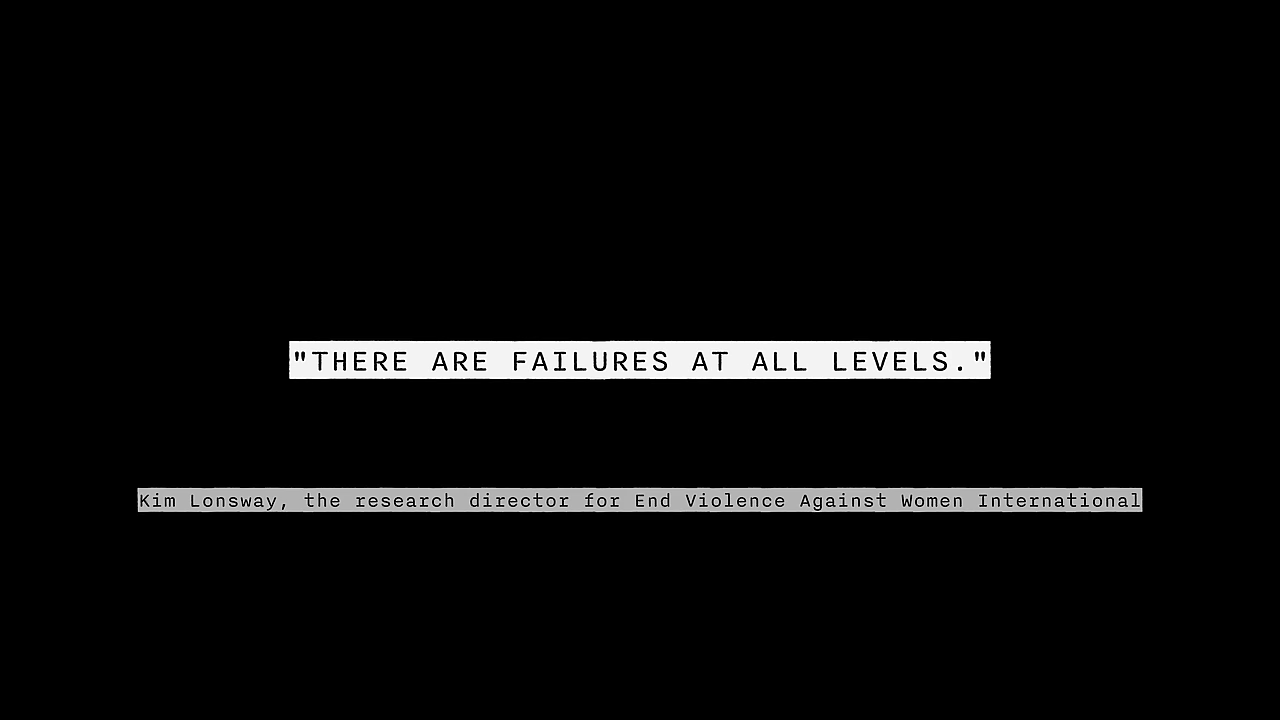 "THERE ARE FAILURES AT ALL LEVELS."
Kim Lonsway, the research director for End Violence Against Women International